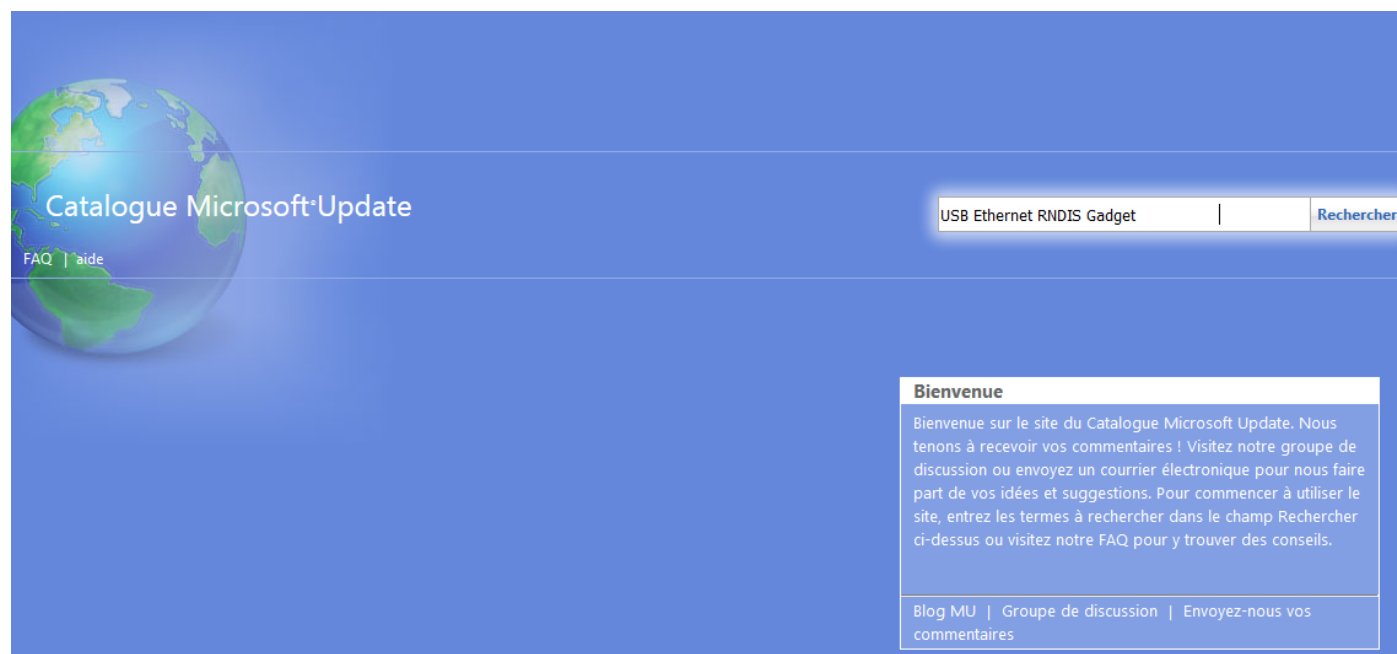 Catalogue Microsoft® Update
USB Ethernet RNDIS Gadget
Rechercher
FAQ | aide
Bienvenue
Bienvenue sur le site du Catalogue Microsoft Update. Nous
tenons à recevoir vos commentaires ! Visitez notre groupe de
discussion ou envoyez un courrier électronique pour nous faire
part de vos idées et suggestions. Pour commencer à utiliser le
site, entrez les termes à rechercher dans le champ Rechercher
ci-dessus ou visitez notre FAQ pour y trouver des conseils.
Blog MU | Groupe de discussion | Envoyez-nous vos
commentaires